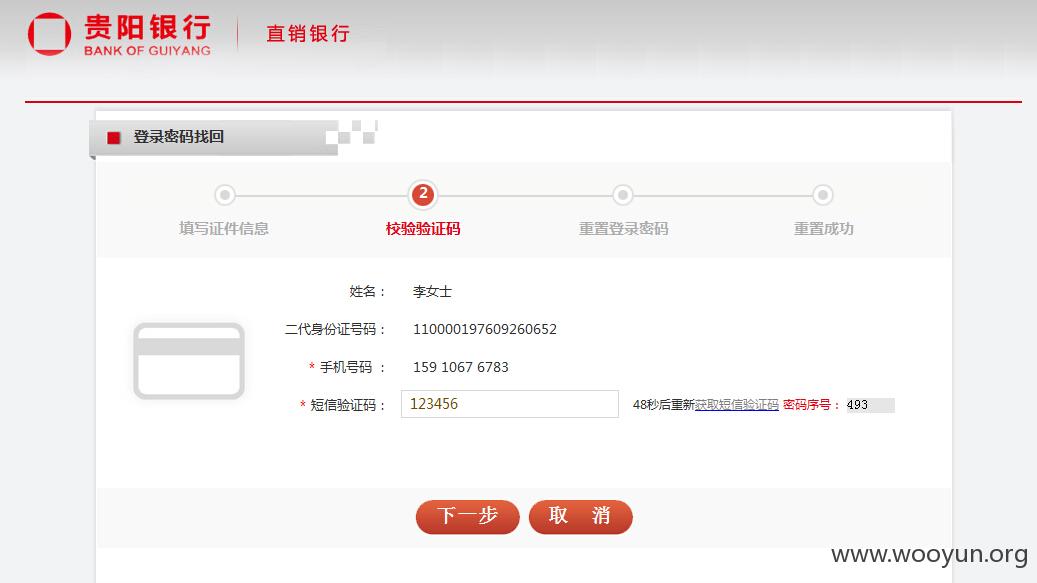 贵阳银行
BANK OF GUIYANG
直销银行
登录密码找回
2
填写证件信息 校验验证码 重置登录密码 重置成功
姓名： 李女士
二代身份证号码： 110000197609260652
* 手机号码 ： 159 1067 6783
* 短信验证码： 123456 48秒后重新获取短信验证码 密码序号： 493
下一步 取 消
www.wooyun.org